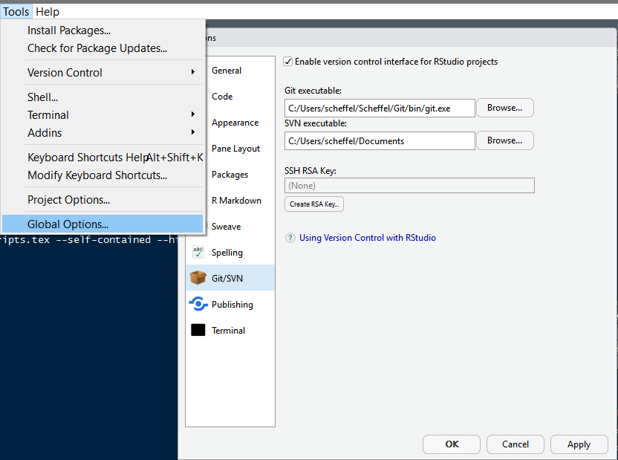 Tools Help
Install Packages...
Check for Package Updates...
Version Control
Shell...
Terminal
Addins
Keyboard Shortcuts Help Alt+Shift+K
Modify Keyboard Shortcuts...
Project Options...
Global Options...
ripts.tex --self-contained --h
ons
General
Code
Appearance
Pane Layout
Packages
R Markdown
Sweave
ABC
Spelling
Git/SVN
Publishing
Terminal
Enable version control interface for RStudio projects
Git executable:
C:/Users/scheffel/Scheffel/Git/bin/git.exe Browse...
SVN executable:
C:/Users/scheffel/Documents Browse...
SSH RSA Key:
(None)
Create RSA Key...
? Using Version Control with RStudio
OK Cancel Apply